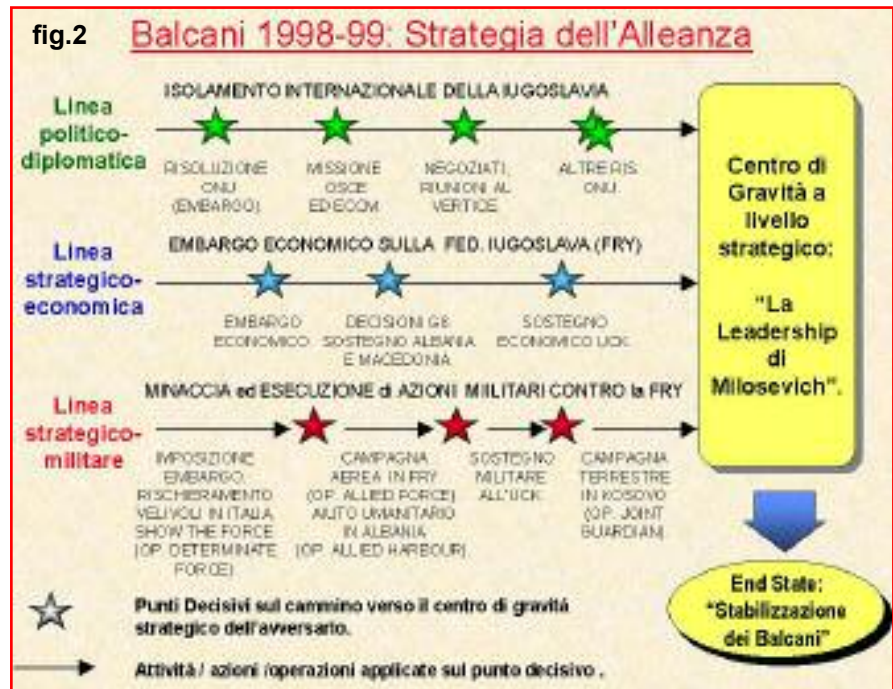 fig.2
Balcani 1998-99: Strategia dell'Alleanza
ISOLAMENTO INTERNAZIONALE DELLA IUGOSLAVIA
Linea
politico-
diplomatica
RISOLUZIONE
ONU
(EMBARGO)
MISSIONE
OSCE
ED ECCM
NEGOZIATI,
RIUNIONI AL
VERTICE
ALTRE RIS.
ONU.
EMBARGO ECONOMICO SULLA FED. IUGOSLAVA (FRY)
Linea
strategico-
economica
EMBARGO
ECONOMICO
DECISIONI G8
SOSTEGNO ALBANIA
E MACEDONIA
SOSTEGNO
ECONOMICO UCK.
MINACCIA ed ESECUZIONE di AZIONI MILITARI CONTRO la FRY
Linea
strategico-
militare
IMPOSIZIONE
EMBARGO.
RISCHIERAMENTO
VELIVOLI IN ITALIA
SHOW THE FORCE
(OP. DETERMINATE
FORCE)
CAMPAGNA
AEREA IN FRY
(OP. ALLIED FORCE)
AIUTO UMANITARIO
IN ALBANIA
(OP. ALLIED HARBOUR)
SOSTEGNO
MILITARE
ALL'UCK.
CAMPAGNA
TERRESTRE
IN KOSOVO
(OP. JOINT
GUARDIAN)
Centro di
Gravità a
livello
strategico:
"La
Leadership
di
Milosevich".
End State:
"Stabilizzazione
dei Balcani"
Punti Decisivi sul cammino verso il centro di gravità
strategico dell'avversario.
Attività / azioni /operazioni applicate sul punto decisivo .